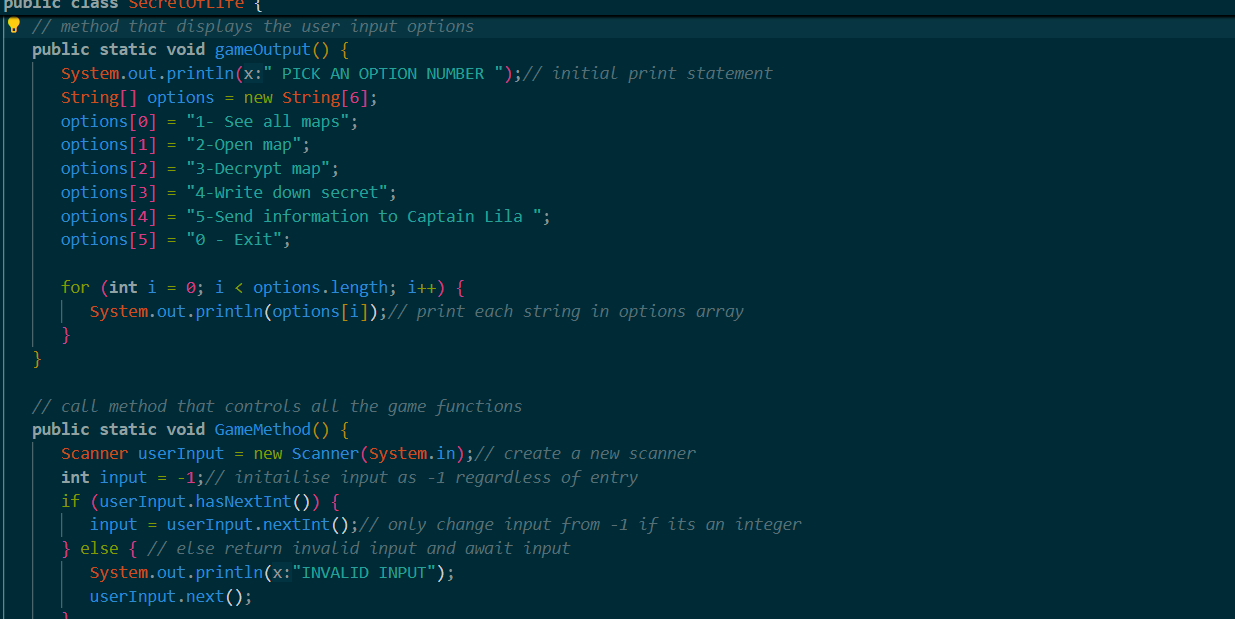 public class SecretOfLife {
// method that displays the user input options
public static void gameOutput() {
System.out.println(x:" PICK AN OPTION NUMBER ");// initial print statement
String[] options = new String[6];
options[0] = "1- See all maps";
options[1] = "2-Open map";
options[2] = "3-Decrypt map";
options[3] = "4-Write down secret";
options[4] = "5-Send information to Captain Lila ";
options[5] = "0 - Exit";
for (int i = 0; i < options.length; i++) {
System.out.println(options[i]);// print each string in options array
}
}
// call method that controls all the game functions
public static void GameMethod() {
Scanner userInput = new Scanner(System.in);// create a new scanner
int input = -1;// initailise input as -1 regardless of entry
if (userInput.hasNextInt()) {
input = userInput.nextInt();// only change input from -1 if its an integer
} else { // else return invalid input and await input
System.out.println(x:"INVALID INPUT");
userInput.next();
}